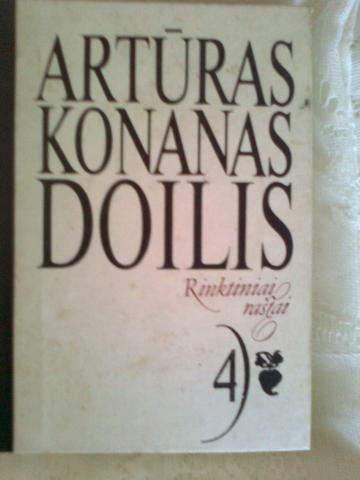 ARTŪRAS
KONANAS
DOILIS
Rinktiniai
raštai
4